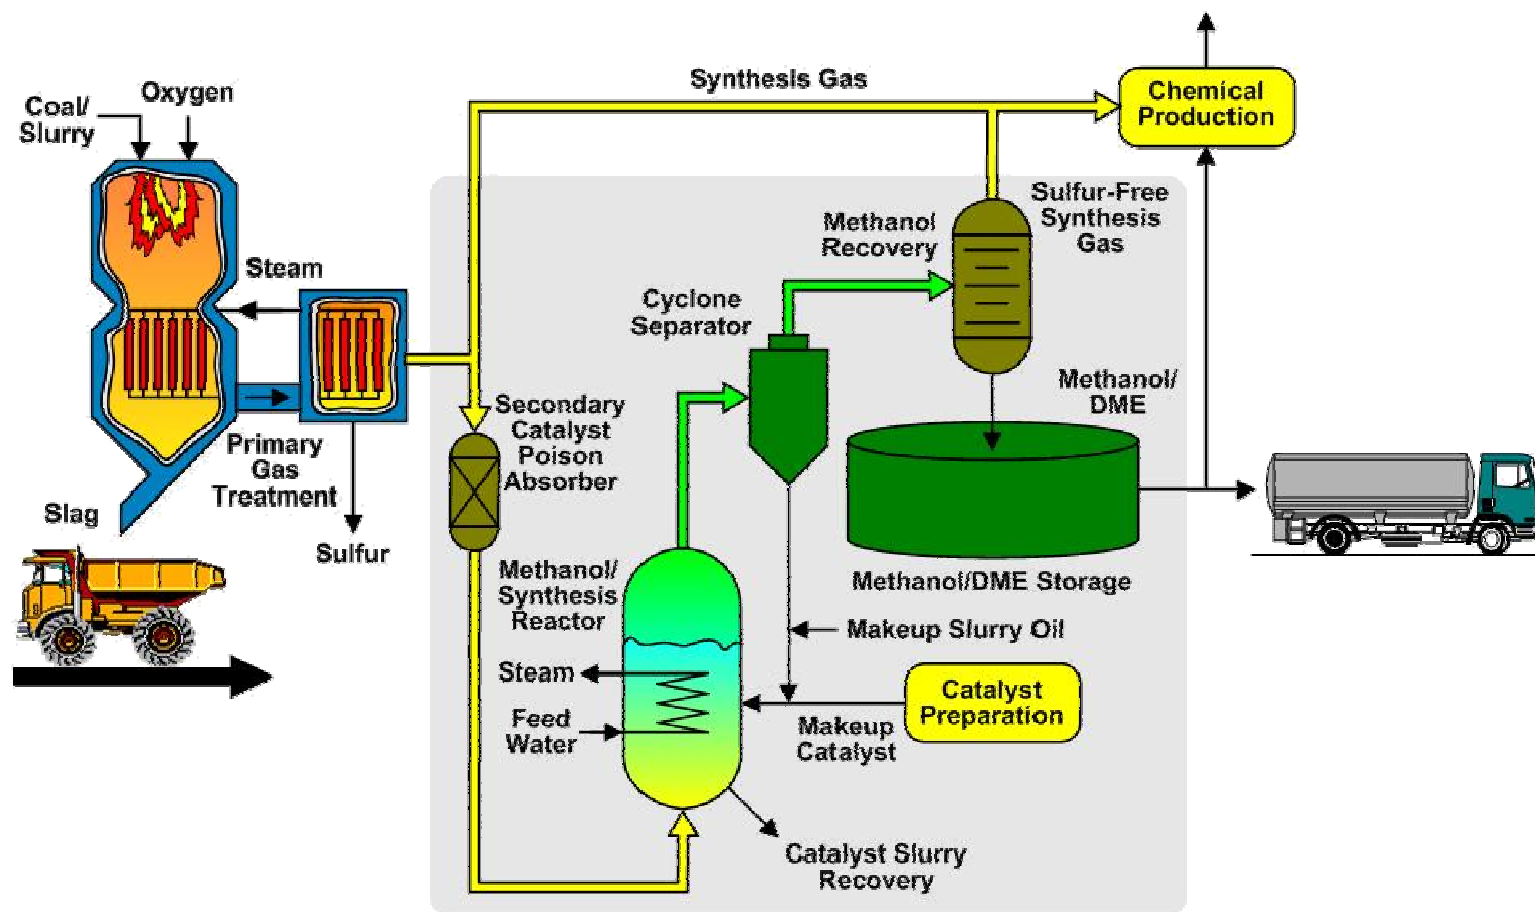 Synthesis Gas
Coal/
Slurry
Oxygen
Chemical
Production
Steam
Methanol
Recovery
Sulfur-Free
Synthesis
Gas
Cyclone
Separator
Primary
Gas
Treatment
Secondary
Catalyst
Poison
Absorber
Methanol/
DME
Slag
Sulfur
Methanol/
Synthesis
Reactor
Methanol/DME Storage
Makeup Slurry Oil
Steam
Feed
Water
Catalyst
Preparation
Makeup
Catalyst
Catalyst Slurry
Recovery